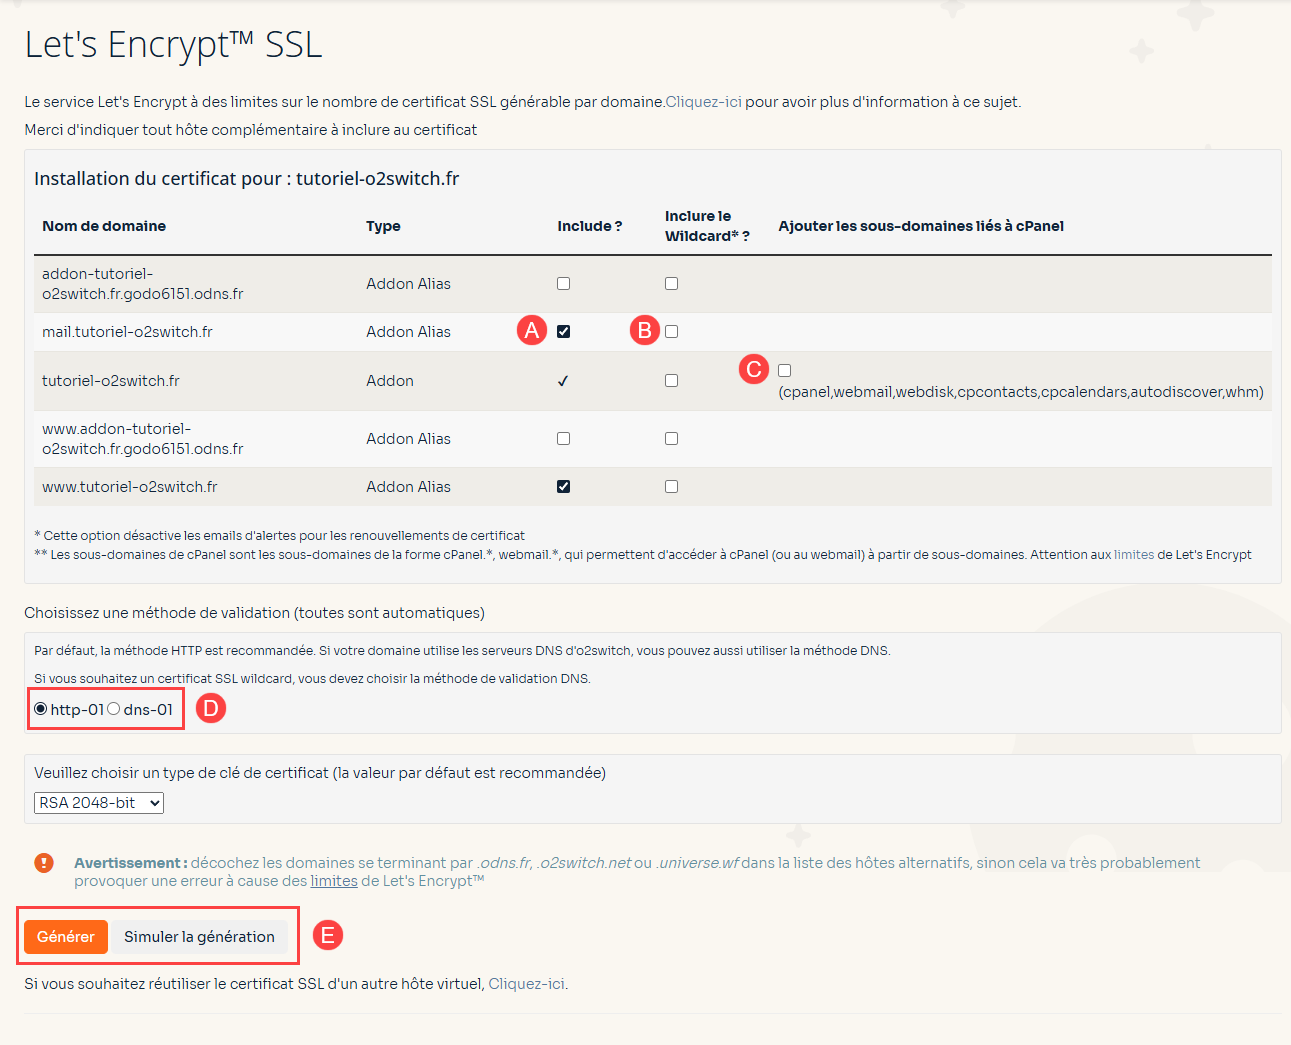 Let's Encrypt™ SSL
Le service Let's Encrypt à des limites sur le nombre de certificat SSL générable par domaine.Cliquez-ici pour avoir plus d'information à ce sujet.
Merci d'indiquer tout hôte complémentaire à inclure au certificat
Installation du certificat pour : tutoriel-o2switch.fr
Nom de domaine Type Include ? Inclure le Wildcard* ? Ajouter les sous-domaines liés à cPanel
addon-tutoriel-
o2switch.fr.godo6151.odns.fr Addon Alias
mail.tutoriel-o2switch.fr Addon Alias A B
tutoriel-o2switch.fr Addon ✓ C
(cpanel,webmail,webdisk,cpcontacts,cpcalendars,autodiscover,whm)
www.addon-tutoriel-
o2switch.fr.godo6151.odns.fr Addon Alias
www.tutoriel-o2switch.fr Addon Alias
* Cette option désactive les emails d'alertes pour les renouvellements de certificat
** Les sous-domaines de cPanel sont les sous-domaines de la forme cPanel.*, webmail.*, qui permettent d'accéder à cPanel (ou au webmail) à partir de sous-domaines. Attention aux limites de Let's Encrypt
Choisissez une méthode de validation (toutes sont automatiques)
Par défaut, la méthode HTTP est recommandée. Si votre domaine utilise les serveurs DNS d'o2switch, vous pouvez aussi utiliser la méthode DNS.
Si vous souhaitez un certificat SSL wildcard, vous devez choisir la méthode de validation DNS.
http-01 dns-01 D
Veuillez choisir un type de clé de certificat (la valeur par défaut est recommandée)
RSA 2048-bit
! Avertissement : décochez les domaines se terminant par .odns.fr, .o2switch.net ou .universe.wf dans la liste des hôtes alternatifs, sinon cela va très probablement
provoquer une erreur à cause des limites de Let's Encrypt™
Générer Simuler la génération E
Si vous souhaitez réutiliser le certificat SSL d'un autre hôte virtuel, Cliquez-ici.